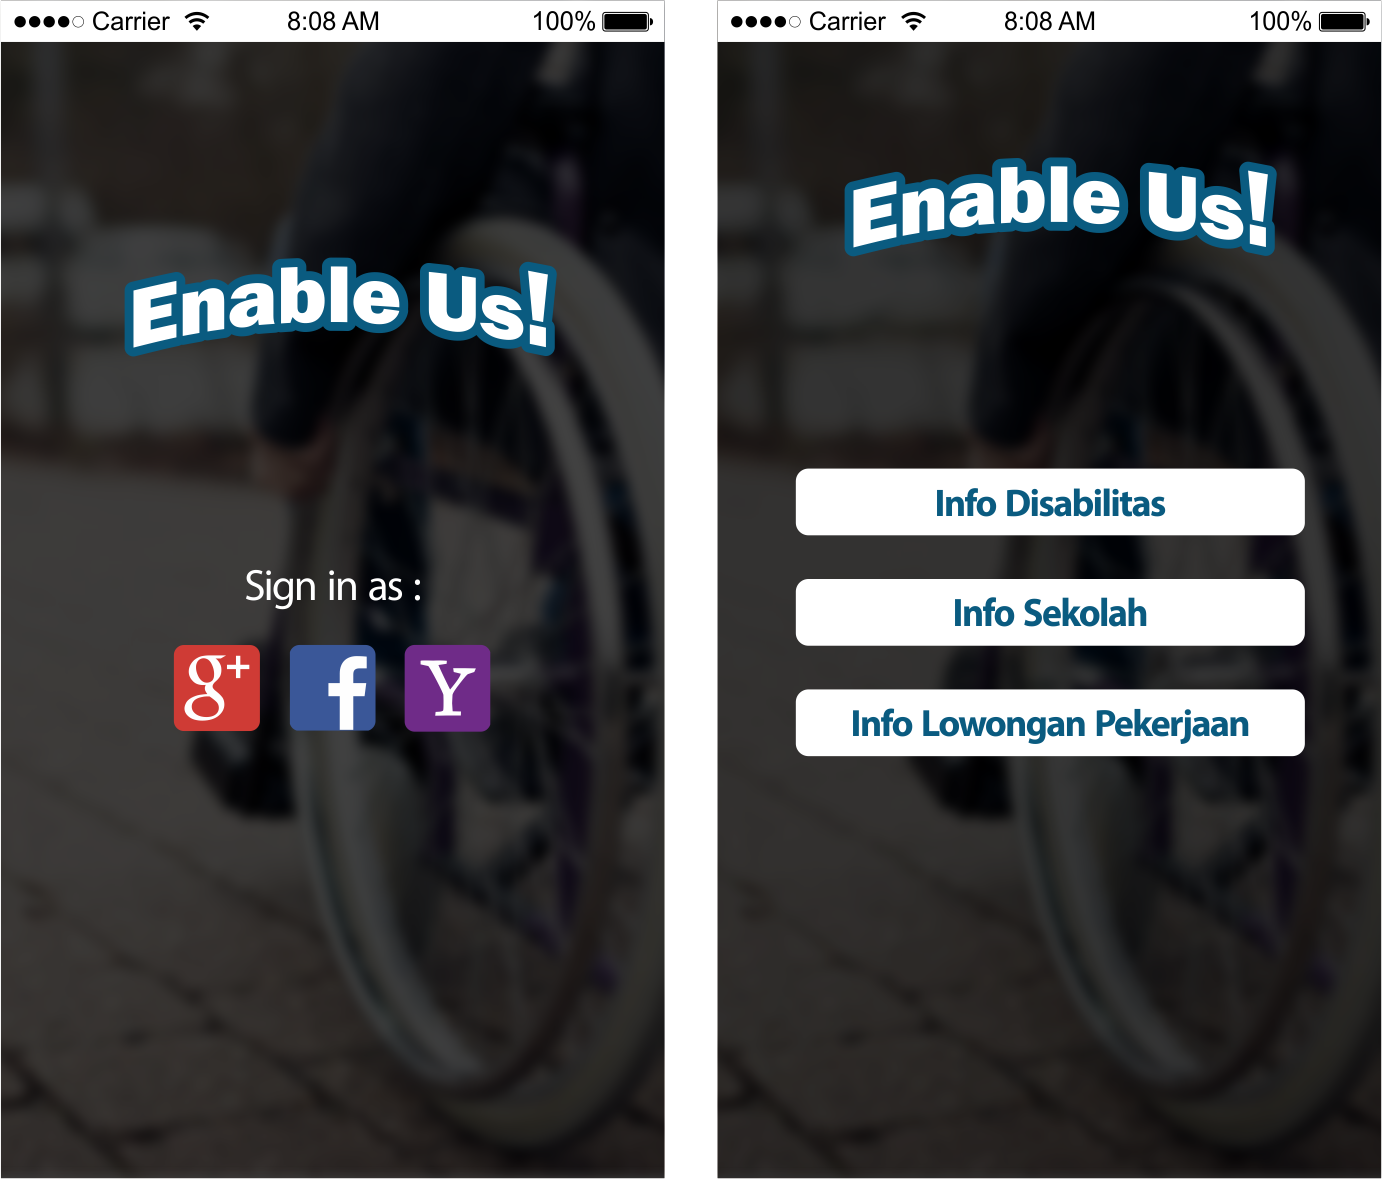 Carrier 8:08 AM 100%
Enable Us!
Sign in as :
g+ f Y
Carrier 8:08 AM 100%
Enable Us!
Info Disabilitas
Info Sekolah
Info Lowongan Pekerjaan